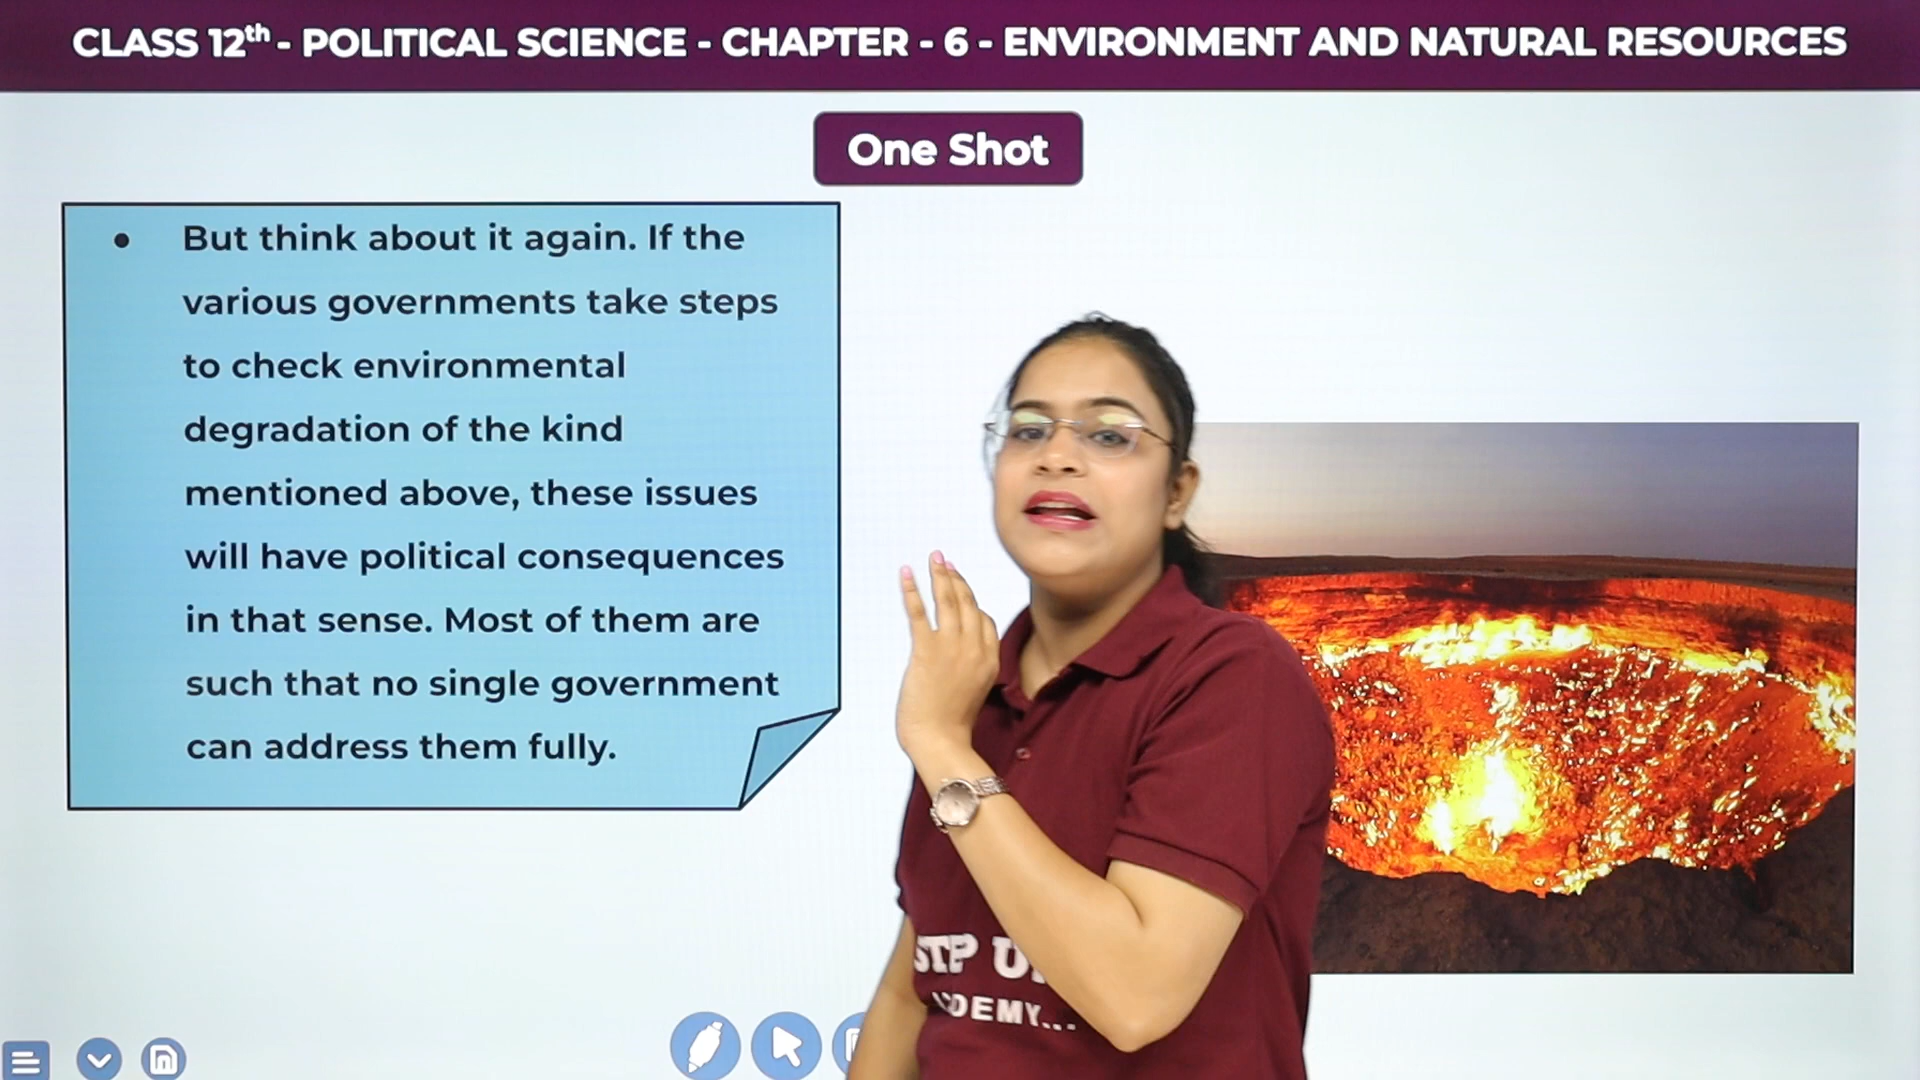 CLASS 12th - POLITICAL SCIENCE - CHAPTER - 6 - ENVIRONMENT AND NATURAL RESOURCES
One Shot
• But think about it again. If the
various governments take steps
to check environmental
degradation of the kind
mentioned above, these issues
will have political consequences
in that sense. Most of them are
such that no single government
can address them fully.
STEP